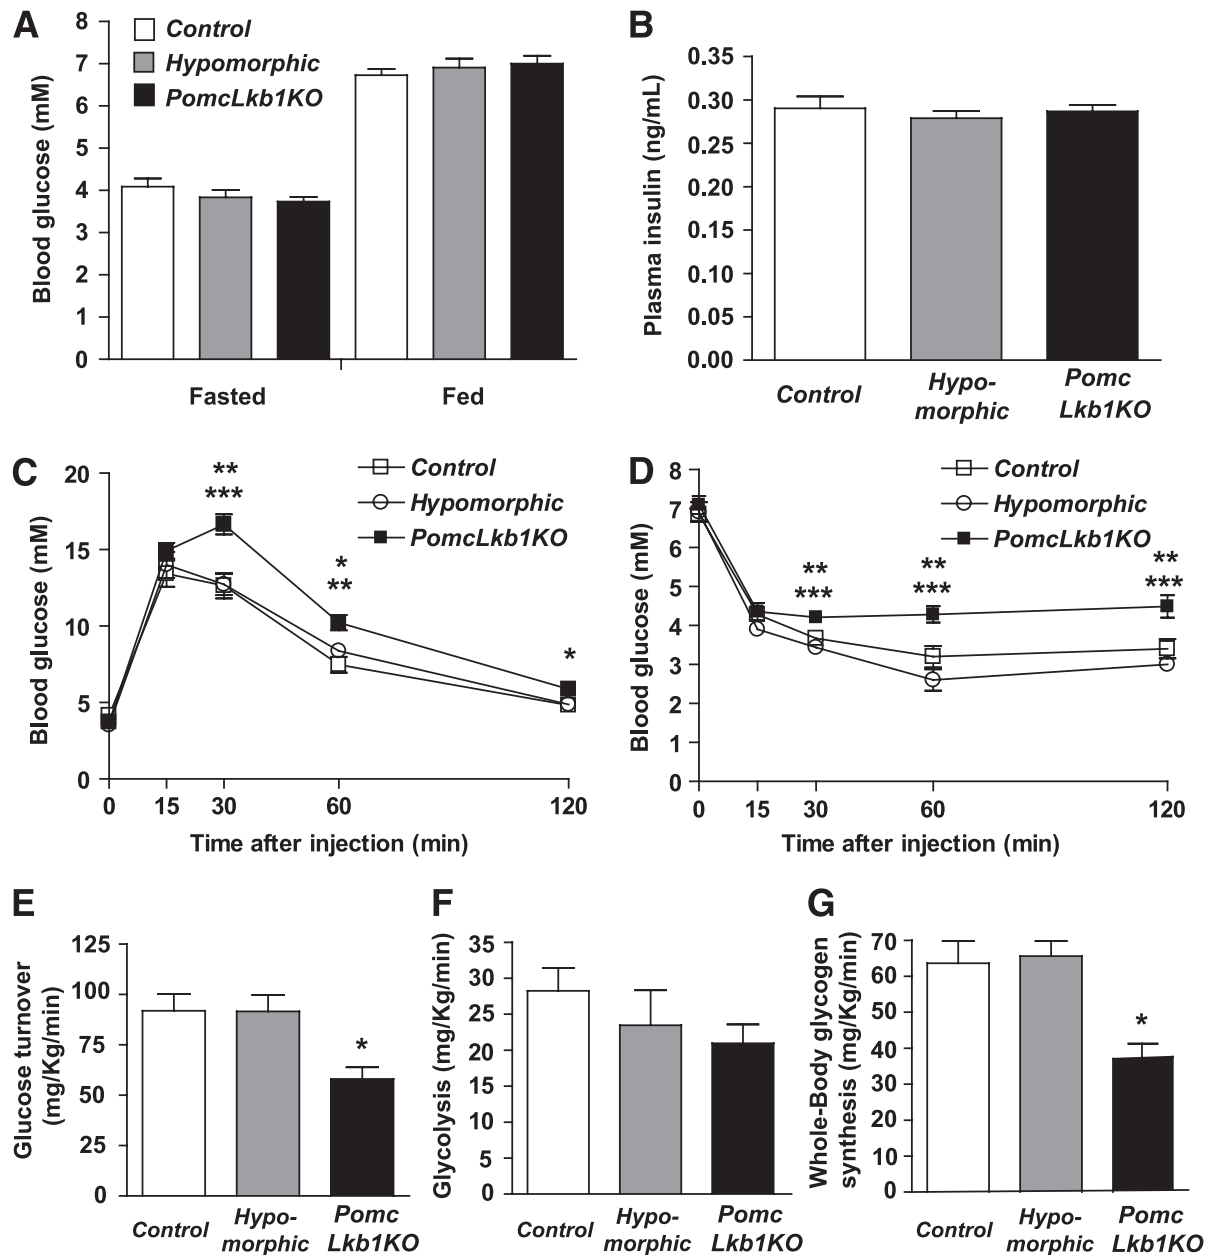 A
Blood glucose (mM)
8
7
6
5
4
3
2
1
0
Control
Hypomorphic
PomcLkb1KO
Fasted
Fed
B
Plasma insulin (ng/mL)
0.35
0.30
0.25
0.20
0.15
0.10
0.05
0.00
Control
Hypo-
morphic
Pomc
Lkb1KO
C
Blood glucose (mM)
20
15
10
5
0
Control
Hypomorphic
PomcLkb1KO
**
***
*
**
*
0 15 30 60 120
Time after injection (min)
D
Blood glucose (mM)
8
7
6
5
4
3
2
1
0
Control
Hypomorphic
PomcLkb1KO
**
***
**
***
**
***
0 15 30 60 120
Time after injection (min)
E
Glucose turnover
(mg/Kg/min)
125
100
75
50
25
0
*
Control
Hypo-
morphic
Pomc
Lkb1KO
F
Glycolysis (mg/Kg/min)
35
30
25
20
15
10
5
0
Control
Hypo-
morphic
Pomc
Lkb1KO
G
Whole-Body glycogen
synthesis (mg/Kg/min)
70
60
50
40
30
20
10
0
*
Control
Hypo-
morphic
Pomc
Lkb1KO